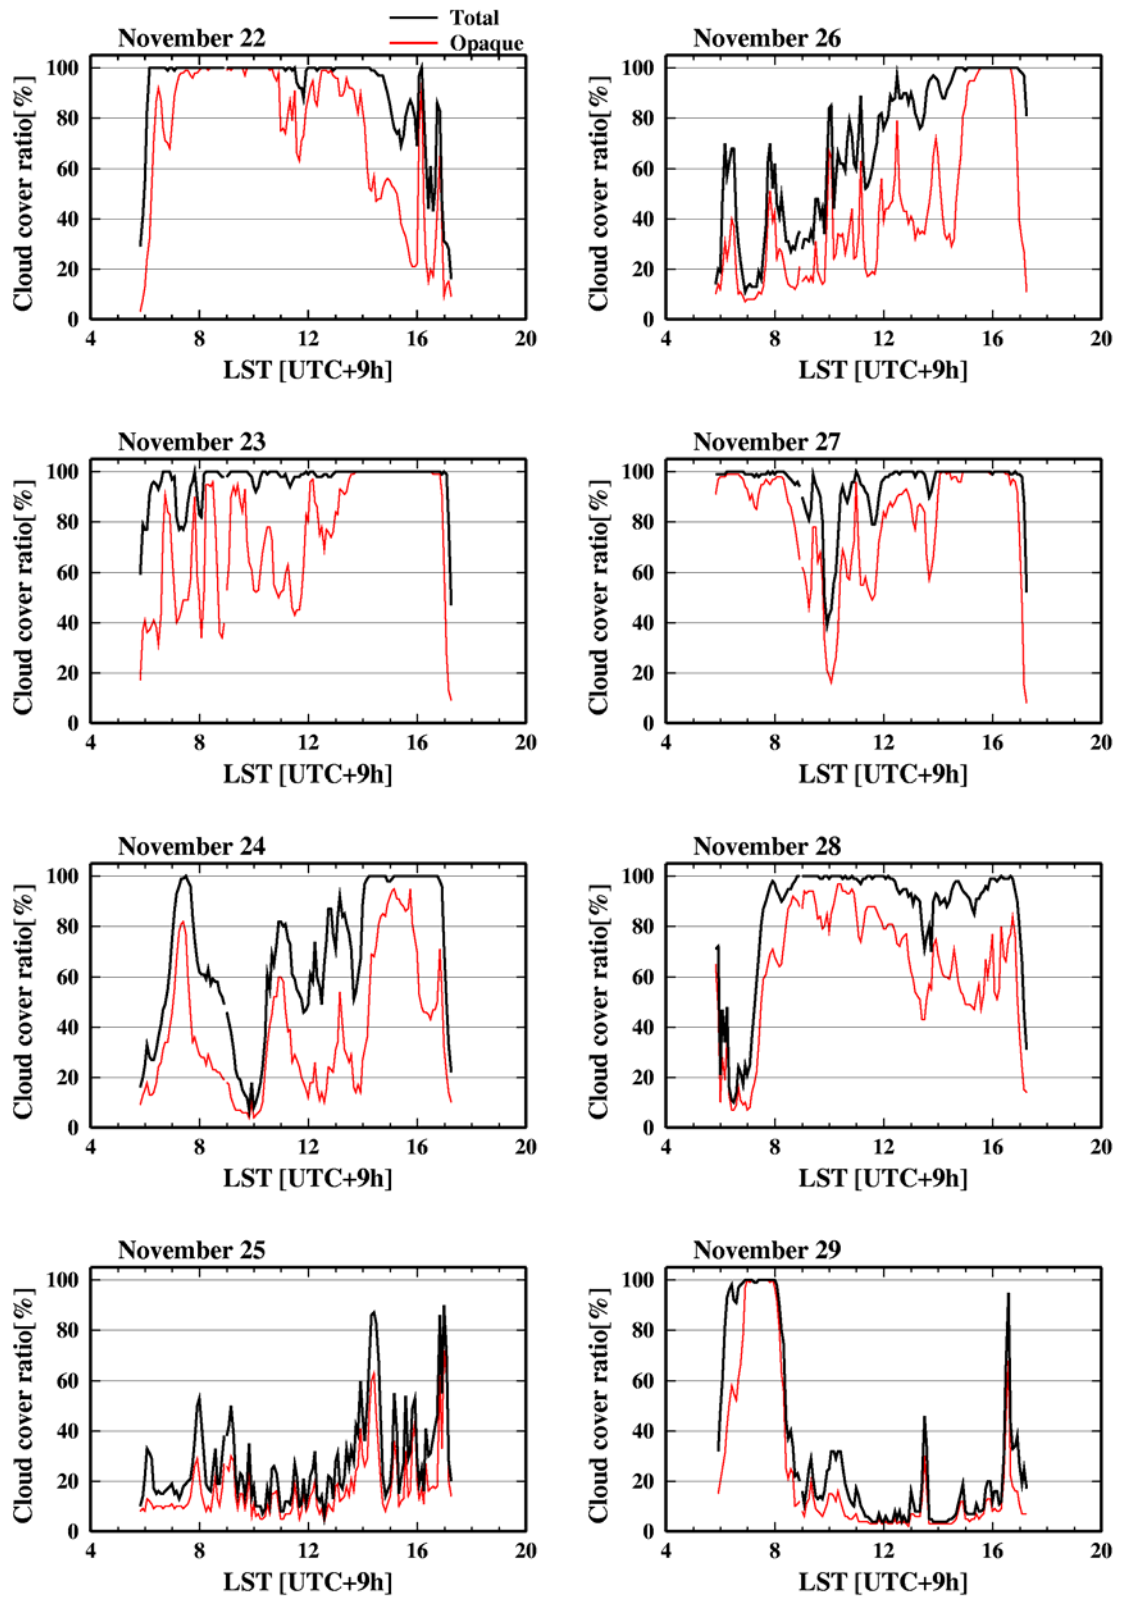 Total
Opaque
November 22
Cloud cover ratio[%]
100
80
60
40
20
0
4 8 12 16 20
LST [UTC+9h]
November 26
Cloud cover ratio[%]
100
80
60
40
20
0
4 8 12 16 20
LST [UTC+9h]
November 23
Cloud cover ratio[%]
100
80
60
40
20
0
4 8 12 16 20
LST [UTC+9h]
November 27
Cloud cover ratio[%]
100
80
60
40
20
0
4 8 12 16 20
LST [UTC+9h]
November 24
Cloud cover ratio[%]
100
80
60
40
20
0
4 8 12 16 20
LST [UTC+9h]
November 28
Cloud cover ratio[%]
100
80
60
40
20
0
4 8 12 16 20
LST [UTC+9h]
November 25
Cloud cover ratio[%]
100
80
60
40
20
0
4 8 12 16 20
LST [UTC+9h]
November 29
Cloud cover ratio[%]
100
80
60
40
20
0
4 8 12 16 20
LST [UTC+9h]